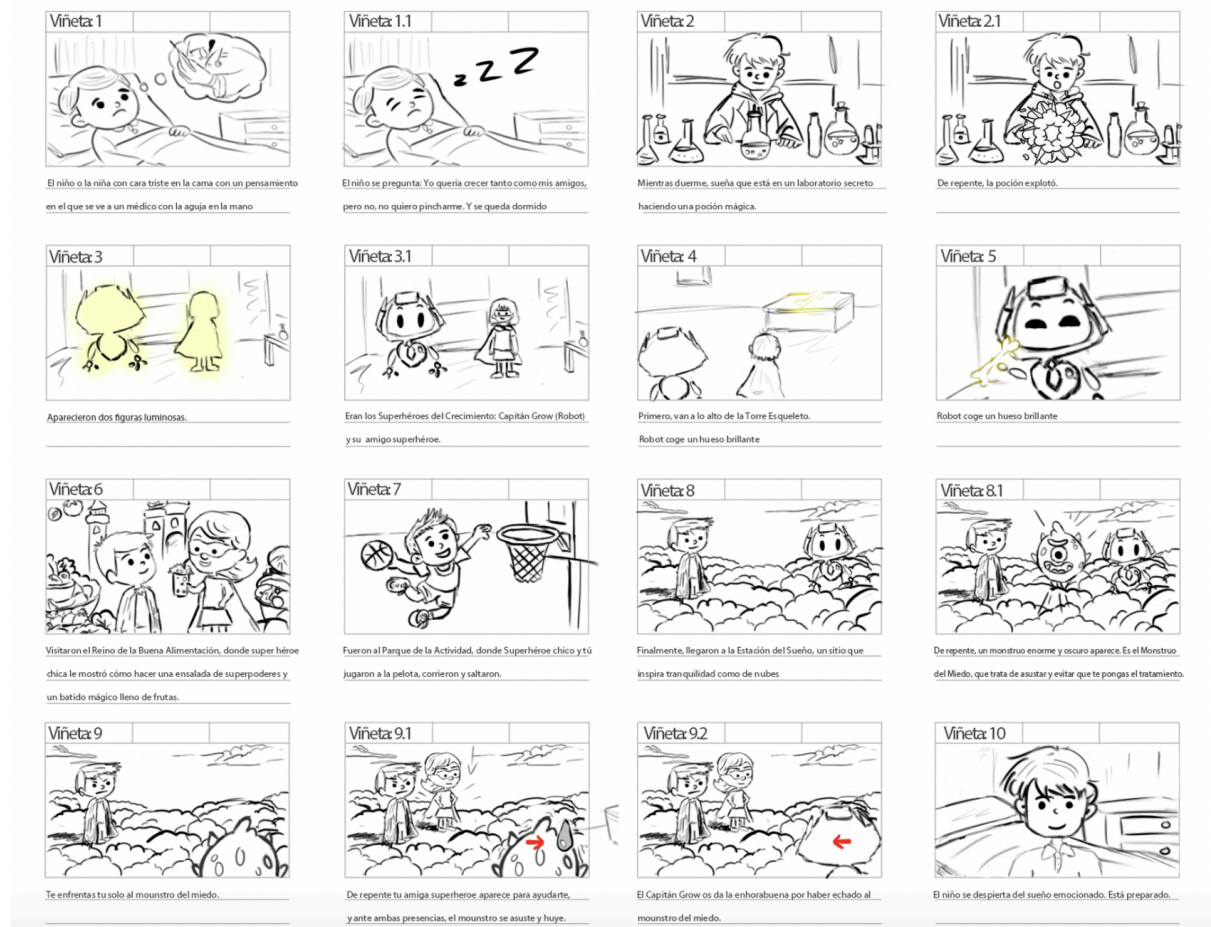 Viñeta: 1
Viñeta: 1.1
Viñeta: 2
Viñeta: 2.1
z Z Z
El niño o la niña con cara triste en la cama con un pensamiento
en el que se ve a un médico con la aguja en la mano
El niño se pregunta: Yo quería crecer tanto como mis amigos,
pero no, no quiero pincharme. Y se queda dormido
Mientras duerme, sueña que está en un laboratorio secreto
haciendo una poción mágica.
De repente, la poción explotó.
Viñeta: 3
Viñeta: 3.1
Viñeta: 4
Viñeta: 5
Aparecieron dos figuras luminosas.
Eran los Superhéroes del Crecimiento: Capitán Grow (Robot)
y su amigo superhéroe.
Primero, van a lo alto de la Torre Esqueleto.
Robot coge un hueso brillante
Robot coge un hueso brillante
Viñeta: 6
Viñeta: 7
Viñeta: 8
Viñeta: 8.1
Visitaron el Reino de la Buena Alimentación, donde super héroe
chica le mostró cómo hacer una ensalada de superpoderes y
un batido mágico lleno de frutas.
Fueron al Parque de la Actividad, donde Superhéroe chico y tú
jugaron a la pelota, corrieron y saltaron.
Finalmente, llegaron a la Estación del Sueño, un sitio que
inspira tranquilidad como de nubes
De repente, un monstruo enorme y oscuro aparece. Es el Monstruo
del Miedo, que trata de asustar y evitar que te pongas el tratamiento.
Viñeta: 9
Viñeta: 9.1
Viñeta: 9.2
Viñeta: 10
Te enfrentas tu solo al mounstro del miedo.
De repente tu amiga superheroe aparece para ayudarte,
y ante ambas presencias, el mounstro se asuste y huye.
El Capitán Grow os da la enhorabuena por haber echado al
mounstro del miedo.
El niño se despierta del sueño emocionado. Está preparado.